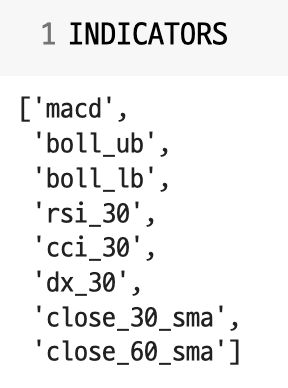 1 INDICATORS
['macd',
'boll_ub',
'boll_lb',
'rsi_30',
'cci_30',
'dx_30',
'close_30_sma',
'close_60_sma']